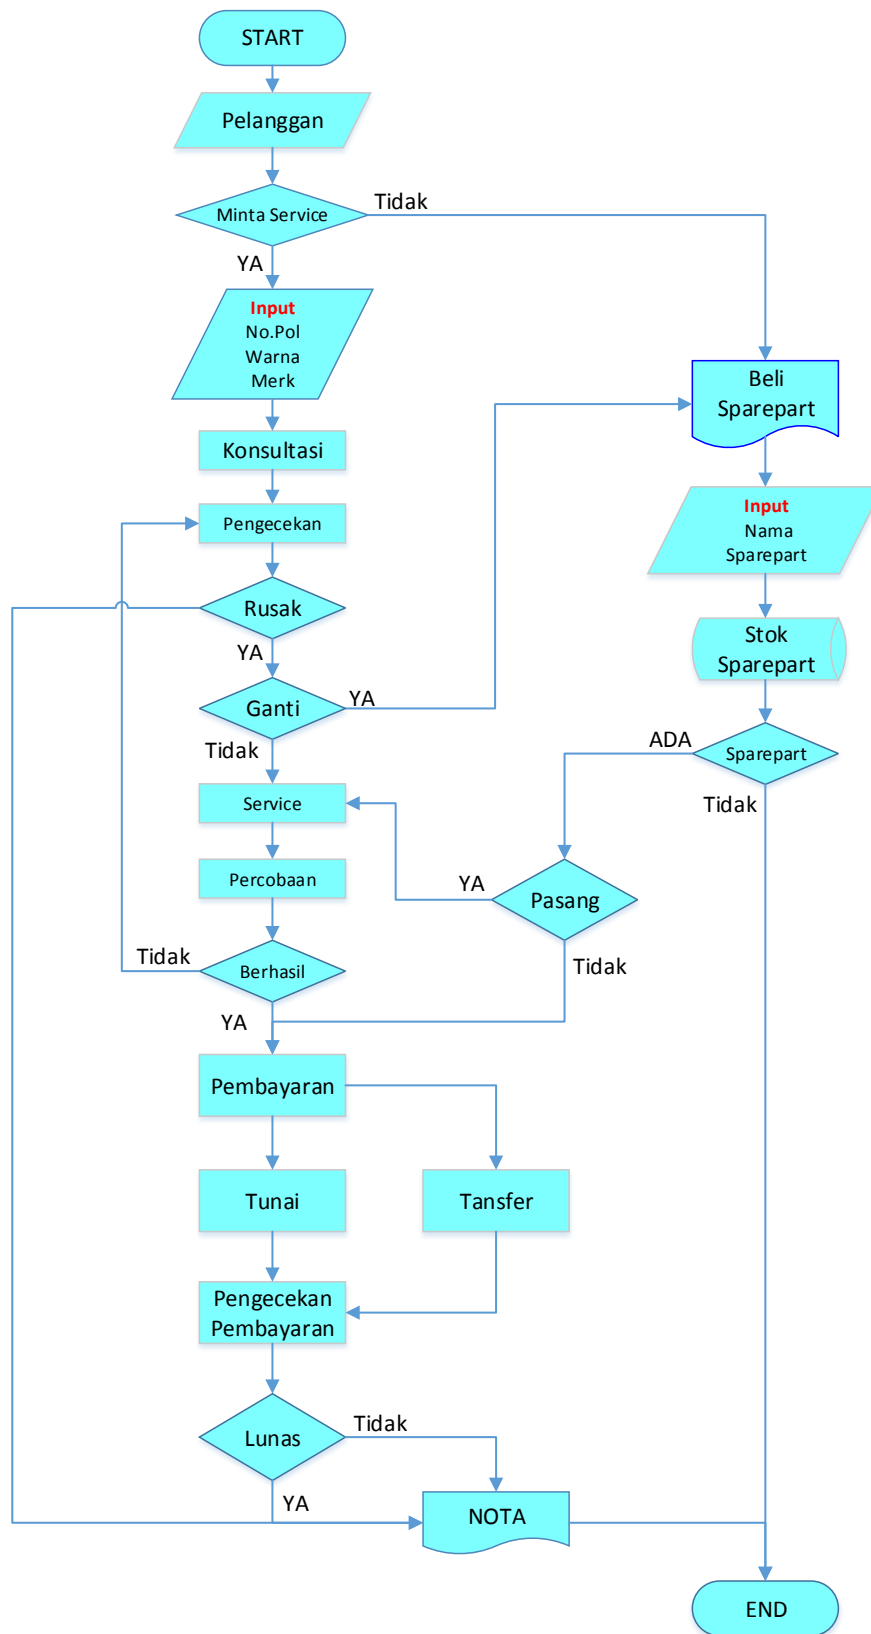 START
Pelanggan
Minta Service
Tidak
YA
Input
No.Pol
Warna
Merk
Beli
Sparepart
Konsultasi
Pengecekan
Input
Nama
Sparepart
Rusak
YA
Stok
Sparepart
Ganti
YA
Tidak
ADA
Sparepart
Tidak
Service
Percobaan
YA
Pasang
Tidak
Berhasil
Tidak
YA
Pembayaran
Tunai
Tansfer
Pengecekan
Pembayaran
Lunas
Tidak
YA
NOTA
END